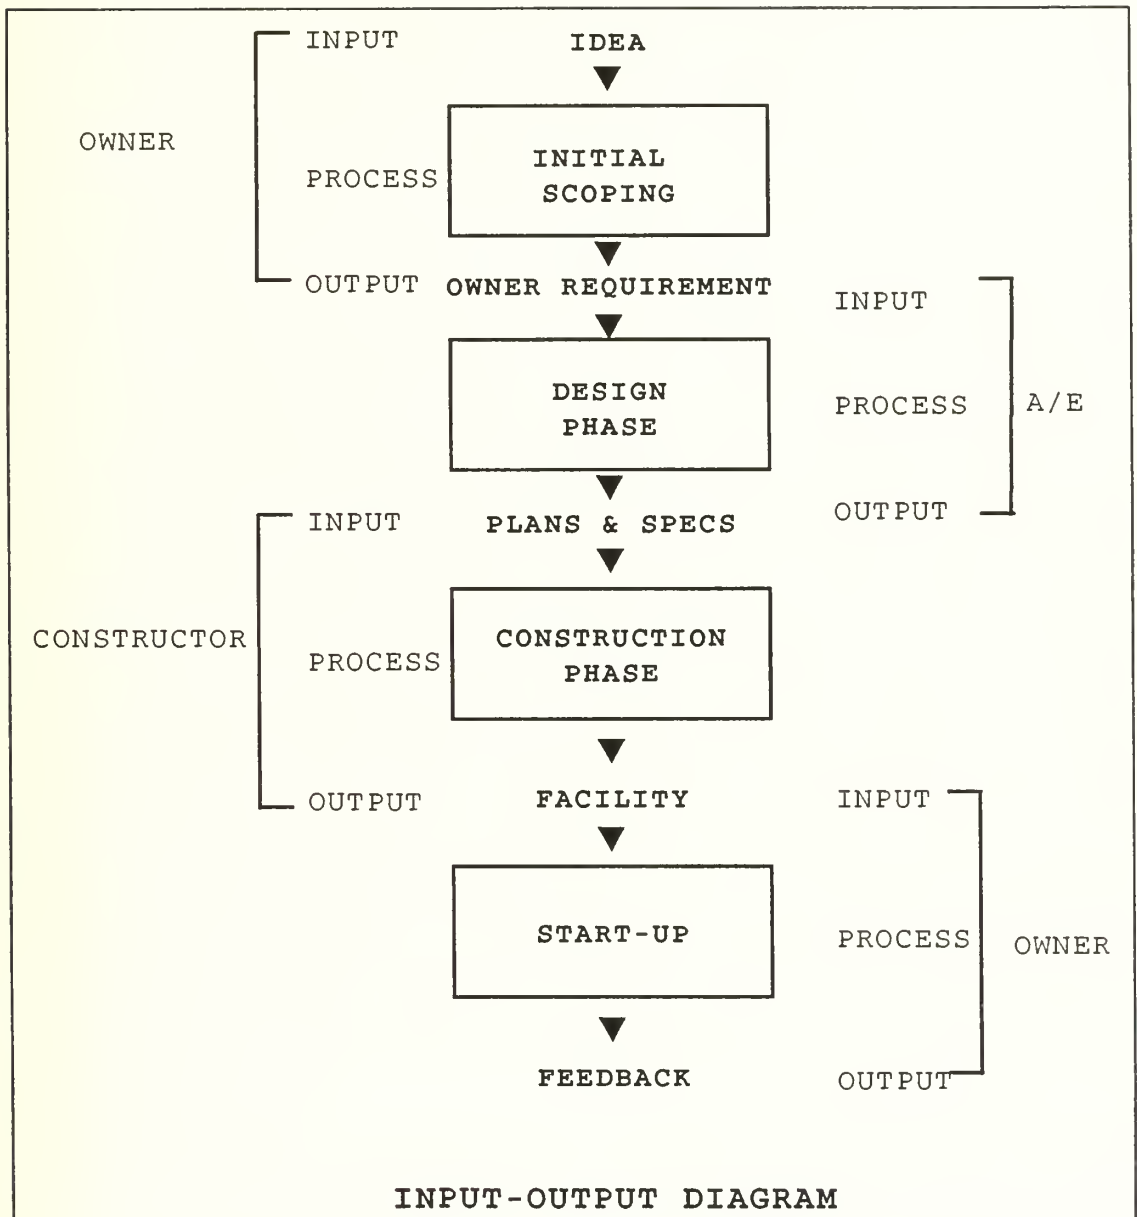 INPUT IDEA
OWNER
INITIAL
PROCESS SCOPING
OUTPUT OWNER REQUIREMENT
INPUT
DESIGN
PROCESS A/E
PHASE
OUTPUT
INPUT PLANS & SPECS
CONSTRUCTION
CONSTRUCTOR
PROCESS PHASE
OUTPUT FACILITY INPUT
START-UP PROCESS OWNER
FEEDBACK OUTPUT
INPUT-OUTPUT DIAGRAM